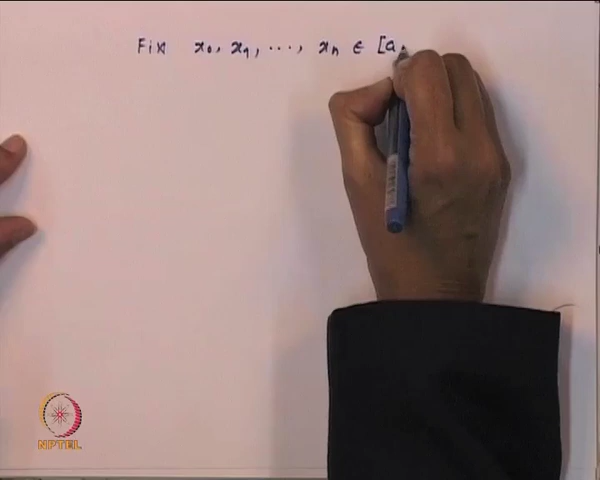 Fix x₀, x₁, ..., xₙ ∈ [a,
NPTEL